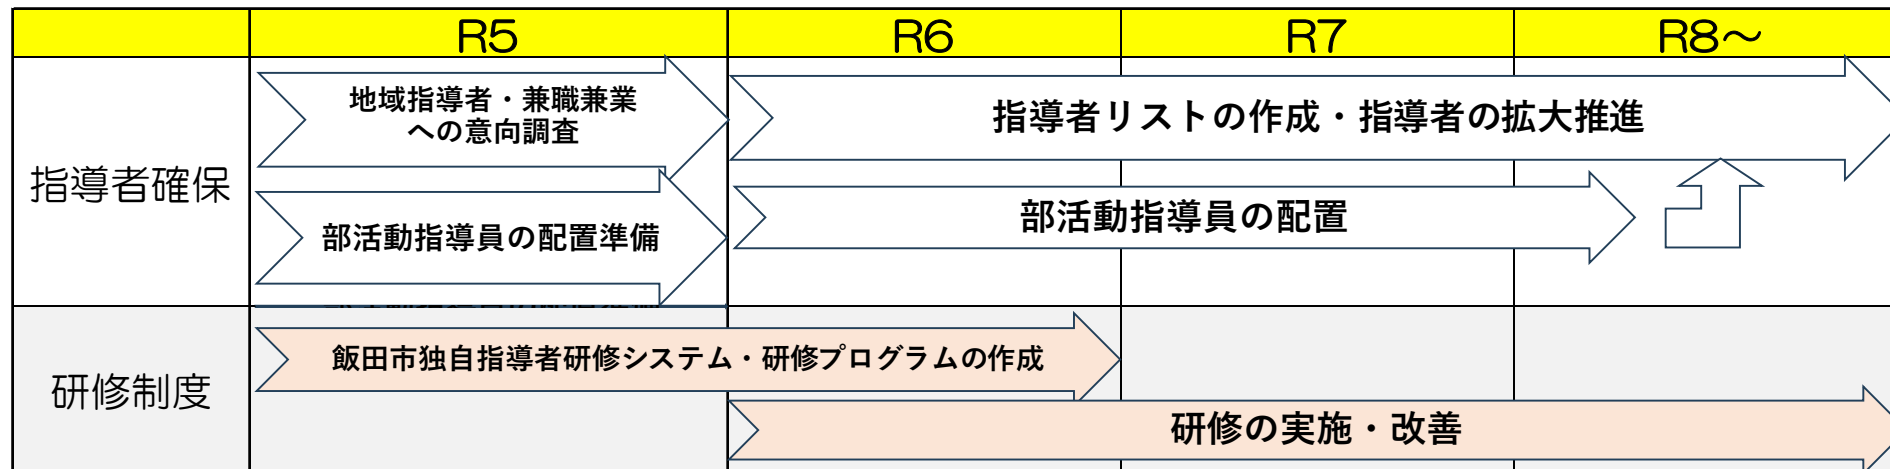 R5
R6
R7
R8～
指導者確保
地域指導者・兼職兼業
への意向調査
指導者リストの作成・指導者の拡大推進
部活動指導員の配置準備
部活動指導員の配置
研修制度
飯田市独自指導者研修システム・研修プログラムの作成
研修の実施・改善